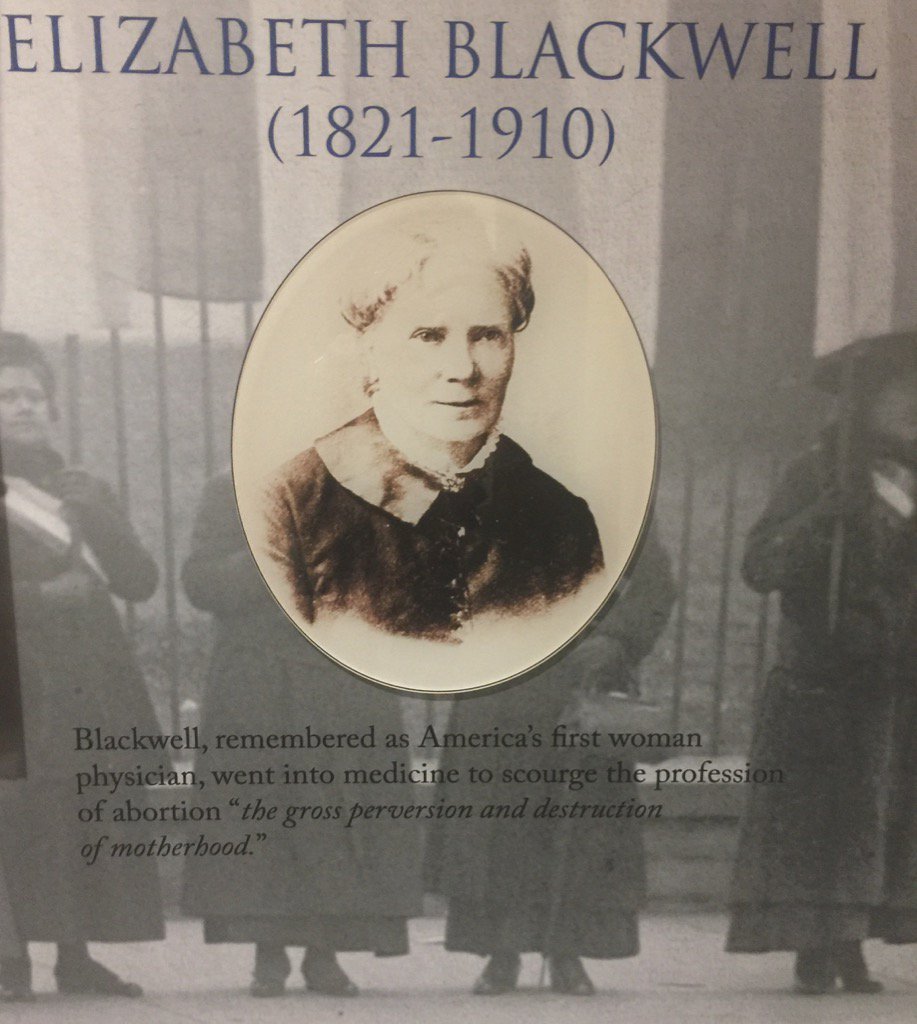 ELIZABETH BLACKWELL
(1821-1910)
Blackwell, remembered as America's first woman
physician, went into medicine to scourge the profession
of abortion “the gross perversion and destruction
of motherhood.”